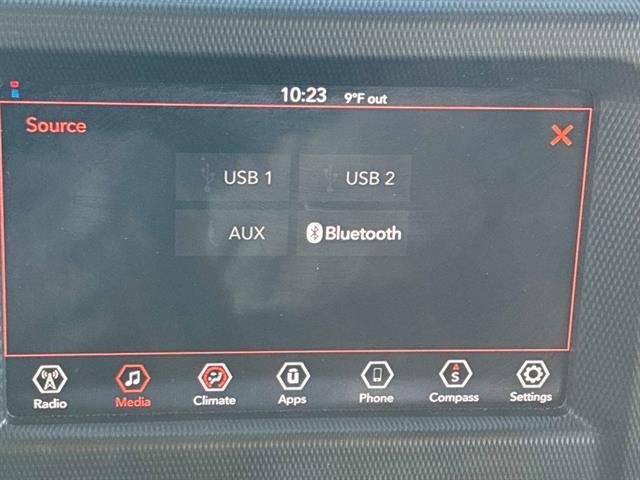 10:23 9°F out
Source
USB 1 USB 2
AUX Bluetooth
Radio Media Climate Apps Phone Compass Settings
S